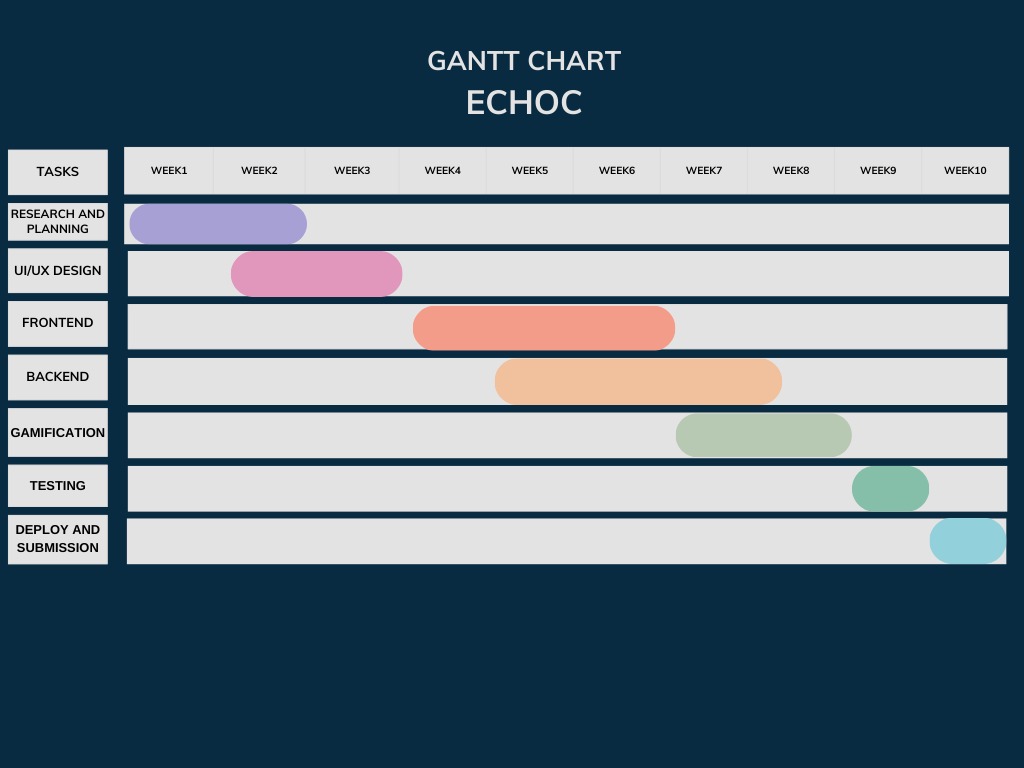 GANTT CHART
ECHOC
TASKS WEEK1 WEEK2 WEEK3 WEEK4 WEEK5 WEEK6 WEEK7 WEEK8 WEEK9 WEEK10
RESEARCH AND
PLANNING
UI/UX DESIGN
FRONTEND
BACKEND
GAMIFICATION
TESTING
DEPLOY AND
SUBMISSION